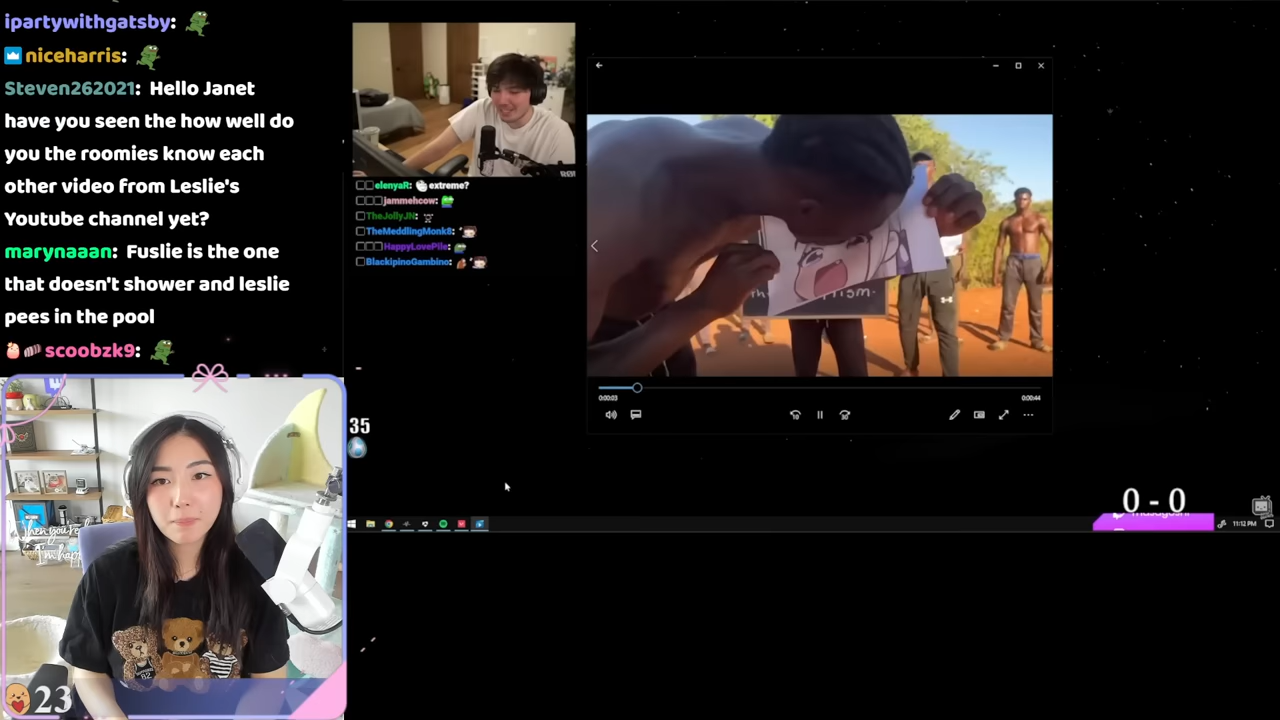 ipartywithgatsby:
niceharris:
Steven262021: Hello Janet
have you seen the how well do
you the roomies know each
other video from Leslie's
Youtube channel yet?
marynaaan: Fuslie is the one
that doesn't shower and leslie
pees in the pool
scoobzk9:
23
elenyaR: extreme?
jammehcow:
TheJollyJN:
TheMeddlingMonk8:
HappyLovePile:
BlackipinoGambino:
35
0:00:03
0:00:44
10
30
0 - 0
11:12 PM